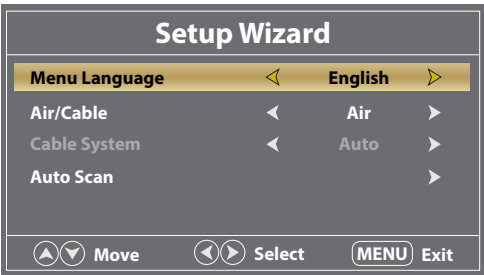 Setup Wizard
Menu Language English
Air/Cable Air
Cable System Auto
Auto Scan
Move Select MENU Exit